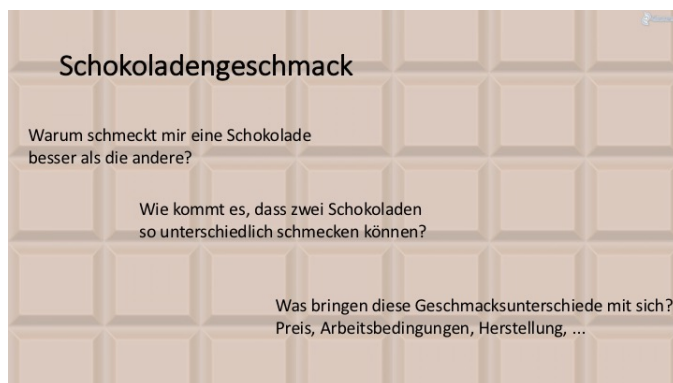 Schokoladengeschmack
Warum schmeckt mir eine Schokolade
besser als die andere?
Wie kommt es, dass zwei Schokoladen
so unterschiedlich schmecken können?
Was bringen diese Geschmacksunterschiede mit sich?
Preis, Arbeitsbedingungen, Herstellung, ...